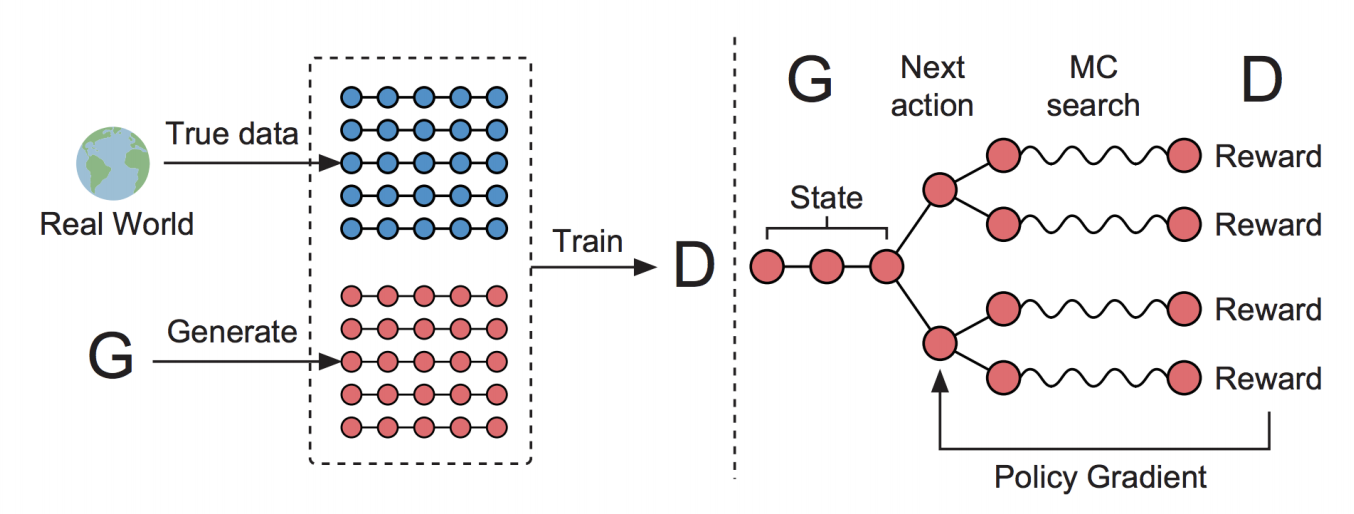 True data
Real World
G
Generate
Train
D
G
Next
action
MC
search
D
State
Reward
Reward
Reward
Reward
Policy Gradient